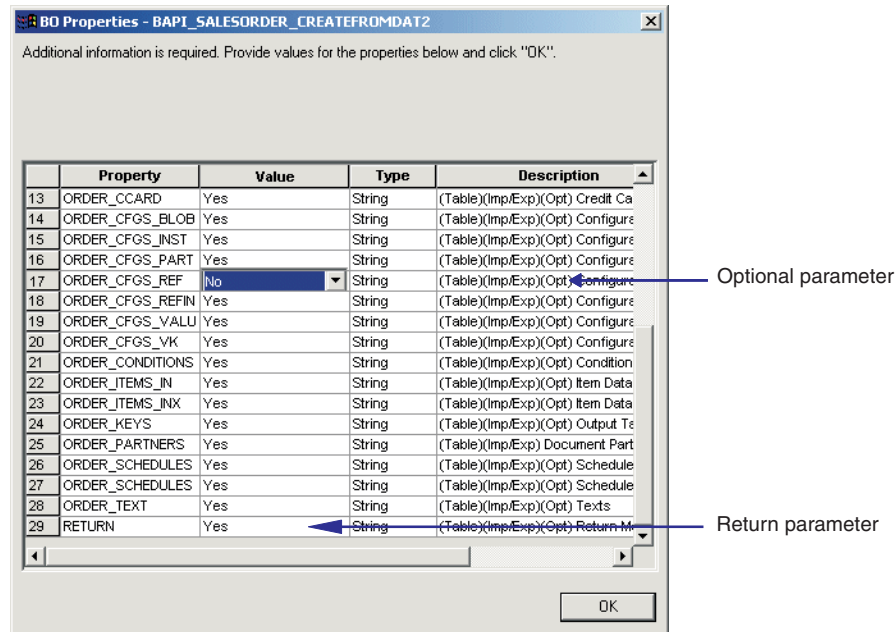 BO Properties - BAPI_SALESORDER_CREATEFROMDAT2
Additional information is required. Provide values for the properties below and click "OK".
Property Value Type Description
13 ORDER_CCARD Yes String (Table)(Imp/Exp)(Opt) Credit Ca
14 ORDER_CFGS_BLOB Yes String (Table)(Imp/Exp)(Opt) Configura
15 ORDER_CFGS_INST Yes String (Table)(Imp/Exp)(Opt) Configura
16 ORDER_CFGS_PART Yes String (Table)(Imp/Exp)(Opt) Configura
17 ORDER_CFGS_REF No String (Table)(Imp/Exp)(Opt) Configura
Optional parameter
18 ORDER_CFGS_REFIN Yes String (Table)(Imp/Exp)(Opt) Configura
19 ORDER_CFGS_VALU Yes String (Table)(Imp/Exp)(Opt) Configura
20 ORDER_CFGS_VK Yes String (Table)(Imp/Exp)(Opt) Configura
21 ORDER_CONDITIONS Yes String (Table)(Imp/Exp)(Opt) Condition
22 ORDER_ITEMS_IN Yes String (Table)(Imp/Exp)(Opt) Item Data
23 ORDER_ITEMS_INX Yes String (Table)(Imp/Exp)(Opt) Item Data
24 ORDER_KEYS Yes String (Table)(Imp/Exp)(Opt) Output Ta
25 ORDER_PARTNERS Yes String (Table)(Imp/Exp) Document Part
26 ORDER_SCHEDULES Yes String (Table)(Imp/Exp)(Opt) Schedule
27 ORDER_SCHEDULES Yes String (Table)(Imp/Exp)(Opt) Schedule
28 ORDER_TEXT Yes String (Table)(Imp/Exp)(Opt) Texts
29 RETURN Yes String (Table)(Imp/Exp)(Opt) Return M
Return parameter
OK